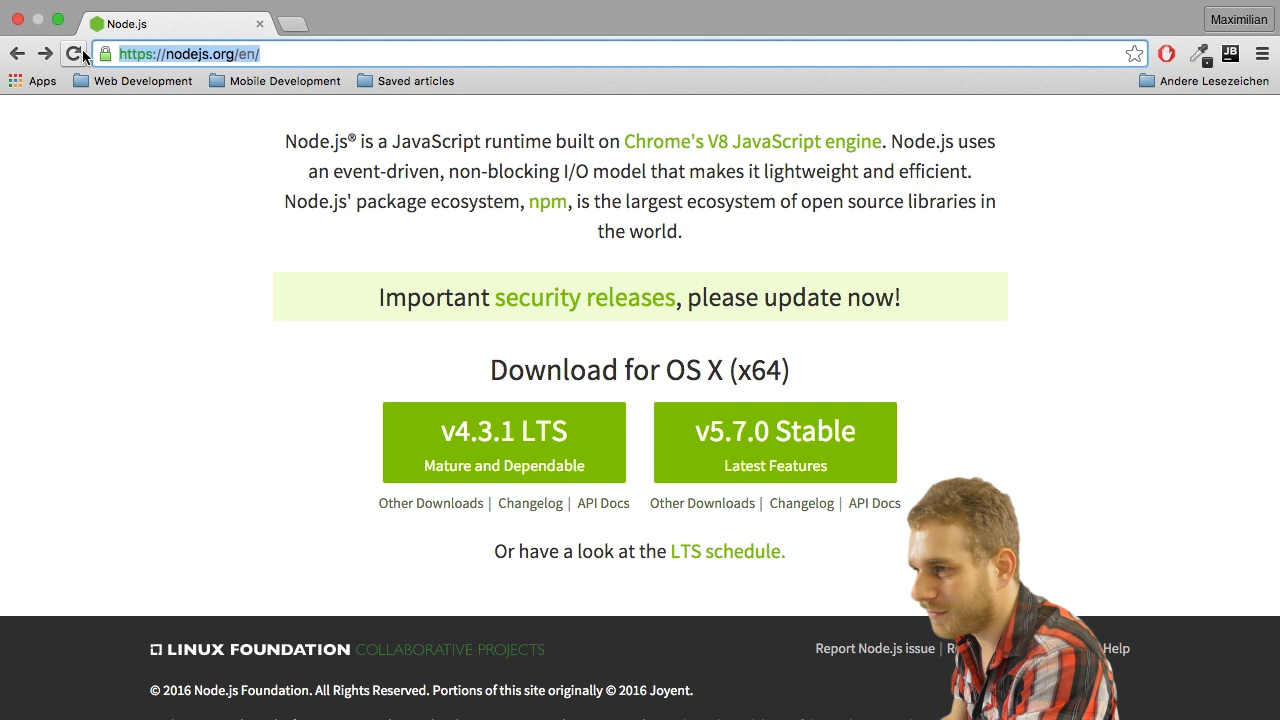 Node.js
Maximilian
https://nodejs.org/en/
JB
Apps
Web Development
Mobile Development
Saved articles
Andere Lesezeichen
Node.js® is a JavaScript runtime built on Chrome's V8 JavaScript engine. Node.js uses
an event-driven, non-blocking I/O model that makes it lightweight and efficient.
Node.js' package ecosystem, npm, is the largest ecosystem of open source libraries in
the world.
Important security releases, please update now!
Download for OS X (x64)
v4.3.1 LTS
Mature and Dependable
v5.7.0 Stable
Latest Features
Other Downloads | Changelog | API Docs
Other Downloads | Changelog | API Docs
Or have a look at the LTS schedule.
LINUX FOUNDATION COLLABORATIVE PROJECTS
Report Node.js issue |
Help
© 2016 Node.js Foundation. All Rights Reserved. Portions of this site originally © 2016 Joyent.